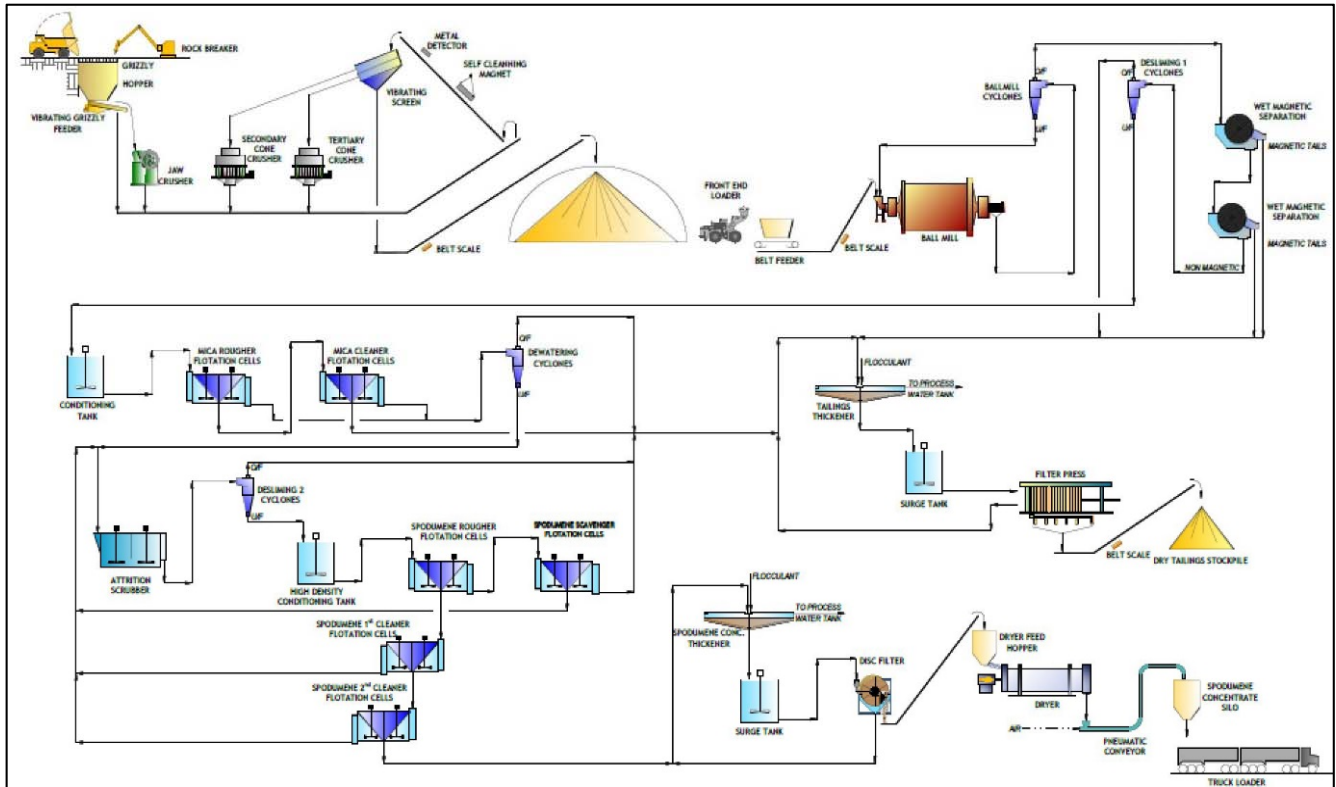 ROCK BREAKER
GRIZZLY
HOPPER
VIBRATING GRIZZLY
FEEDER
JAW
CRUSHER
SECONDARY
CONE
CRUSHER
TERTIARY
CONE
CRUSHER
VIBRATING
SCREEN
METAL
DETECTOR
SELF CLEANNING
MAGNET
BELT SCALE
FRONT END
LOADER
BELT FEEDER
BELT SCALE
BALL MILL
BALLMILL
CYCLONES
O/F
U/F
DESLIMING 1
CYCLONES
O/F
U/F
WET MAGNETIC
SEPARATION
MAGNETIC TAILS
WET MAGNETIC
SEPARATION
MAGNETIC TAILS
NON MAGNETIC
CONDITIONING
TANK
MICA ROUGHER
FLOTATION CELLS
MICA CLEANER
FLOTATION CELLS
O/F
DEWATERING
CYCLONES
U/F
FLOCCULANT
TO PROCESS
WATER TANK
TAILINGS
THICKENER
SURGE TANK
FILTER PRESS
BELT SCALE
DRY TAILINGS STOCKPILE
ATTRITION
SCRUBBER
O/F
DESLIMING 2
CYCLONES
U/F
HIGH DENSITY
CONDITIONING TANK
SPODUMENE ROUGHER
FLOTATION CELLS
SPODUMENE SCAVENGER
FLOTATION CELLS
SPODUMENE 1st CLEANER
FLOTATION CELLS
SPODUMENE 2nd CLEANER
FLOTATION CELLS
FLOCCULANT
TO PROCESS
WATER TANK
SPODUMENE CONC.
THICKENER
SURGE TANK
DISC FILTER
DRYER FEED
HOPPER
DRYER
AIR
PNEUMATIC
CONVEYOR
SPODUMENE
CONCENTRATE
SILO
TRUCK LOADER